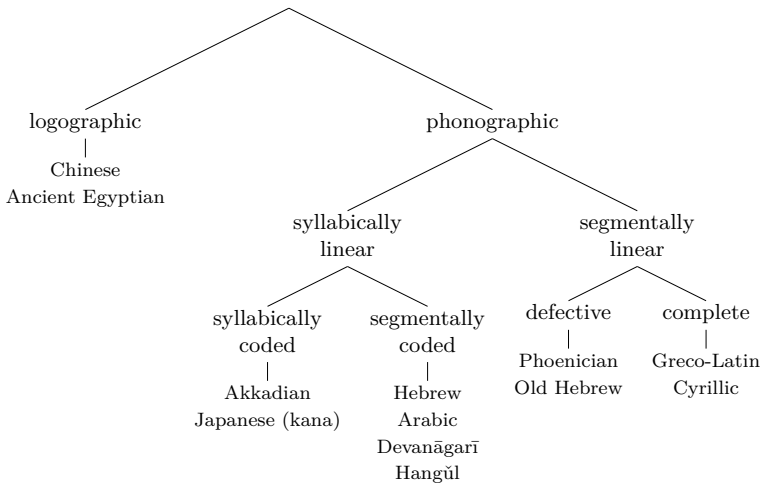 logographic
Chinese
Ancient Egyptian
phonographic
syllabically
linear
syllabically
coded
Akkadian
Japanese (kana)
segmentally
coded
Hebrew
Arabic
Devanāgarī
Hangŭl
segmentally
linear
defective
Phoenician
Old Hebrew
complete
Greco-Latin
Cyrillic